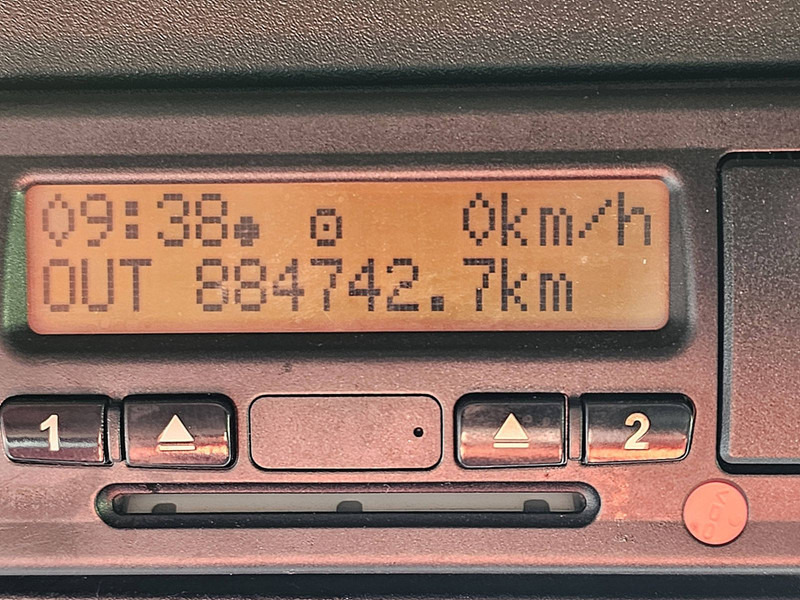 09:38● ⊡ 0km/h
OUT 884742.7km
1 ▲ ▲ 2